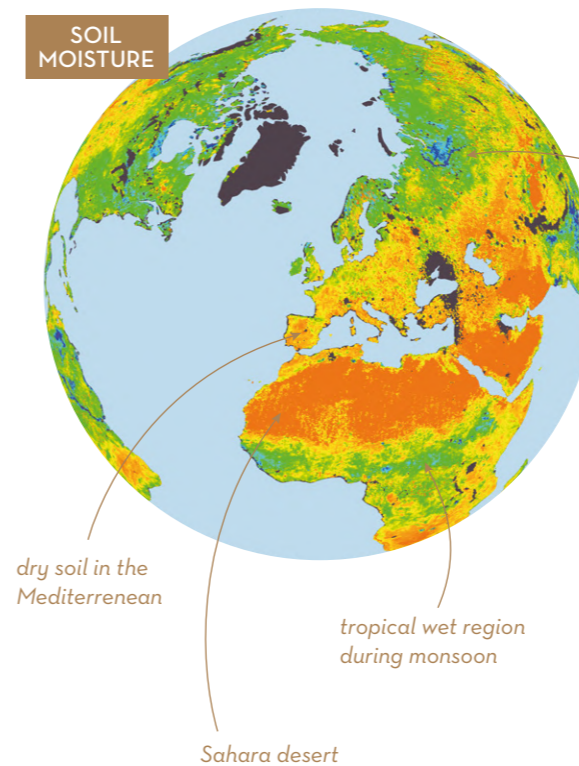 SOIL
MOISTURE
dry soil in the
Mediterrenean
tropical wet region
during monsoon
Sahara desert